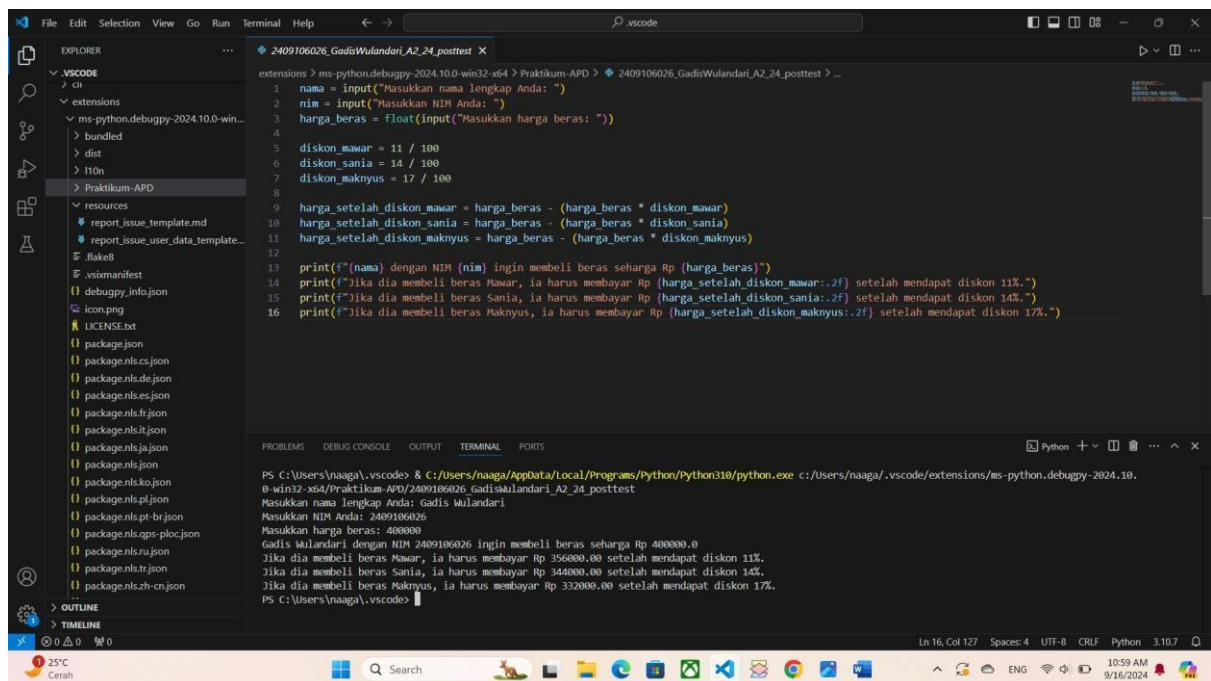 File Edit Selection View Go Run Terminal Help
.vscode
EXPLORER
.VSCODE
cli
extensions
ms-python.debugpy-2024.10.0-win...
bundled
dist
l10n
Praktikum-APD
resources
report_issue_template.md
report_issue_user_data_template...
.flake8
.vsixmanifest
debugpy_info.json
icon.png
LICENSE.txt
package.json
package.nls.cs.json
package.nls.de.json
package.nls.es.json
package.nls.fr.json
package.nls.it.json
package.nls.ja.json
package.nls.json
package.nls.ko.json
package.nls.pl.json
package.nls.pt-br.json
package.nls.qps-ploc.json
package.nls.ru.json
package.nls.tr.json
package.nls.zh-cn.json
OUTLINE
TIMELINE
2409106026_GadisWulandari_A2_24_posttest
extensions > ms-python.debugpy-2024.10.0-win32-x64 > Praktikum-APD > 2409106026_GadisWulandari_A2_24_posttest > ...
1 nama = input("Masukkan nama lengkap Anda: ")
2 nim = input("Masukkan NIM Anda: ")
3 harga_beras = float(input("Masukkan harga beras: "))
4
5 diskon_mawar = 11 / 100
6 diskon_sania = 14 / 100
7 diskon_maknyus = 17 / 100
8
9 harga_setelah_diskon_mawar = harga_beras - (harga_beras * diskon_mawar)
10 harga_setelah_diskon_sania = harga_beras - (harga_beras * diskon_sania)
11 harga_setelah_diskon_maknyus = harga_beras - (harga_beras * diskon_maknyus)
12
13 print(f"{nama} dengan NIM {nim} ingin membeli beras seharga Rp {harga_beras}")
14 print(f"Jika dia membeli beras Mawar, ia harus membayar Rp {harga_setelah_diskon_mawar:.2f} setelah mendapat diskon 11%.")
15 print(f"Jika dia membeli beras Sania, ia harus membayar Rp {harga_setelah_diskon_sania:.2f} setelah mendapat diskon 14%.")
16 print(f"Jika dia membeli beras Maknyus, ia harus membayar Rp {harga_setelah_diskon_maknyus:.2f} setelah mendapat diskon 17%.")
PROBLEMS DEBUG CONSOLE OUTPUT TERMINAL PORTS
Python
PS C:\Users\naaga\.vscode> & C:/Users/naaga/AppData/Local/Programs/Python/Python310/python.exe c:/Users/naaga/.vscode/extensions/ms-python.debugpy-2024.10.
0-win32-x64/Praktikum-APD/2409106026_GadisWulandari_A2_24_posttest
Masukkan nama lengkap Anda: Gadis Wulandari
Masukkan NIM Anda: 2409106026
Masukkan harga beras: 400000
Gadis Wulandari dengan NIM 2409106026 ingin membeli beras seharga Rp 400000.0
Jika dia membeli beras Mawar, ia harus membayar Rp 356000.00 setelah mendapat diskon 11%.
Jika dia membeli beras Sania, ia harus membayar Rp 344000.00 setelah mendapat diskon 14%.
Jika dia membeli beras Maknyus, ia harus membayar Rp 332000.00 setelah mendapat diskon 17%.
PS C:\Users\naaga\.vscode>
0 0 0
Ln 16, Col 127 Spaces: 4 UTF-8 CRLF Python 3.10.7
1
25°C
Cerah
Search
ENG
10:59 AM
9/16/2024